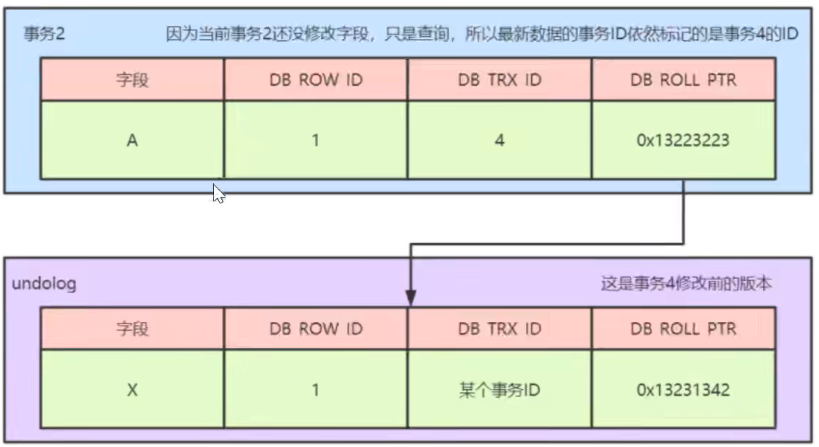 事务2 因为当前事务2还没修改字段，只是查询，所以最新数据的事务ID依然标记的是事务4的ID
字段 DB ROW ID DB TRX ID DB ROLL PTR
A 1 4 0x13223223
undolog 这是事务4修改前的版本
字段 DB ROW ID DB TRX ID DB ROLL PTR
X 1 某个事务ID 0x13231342